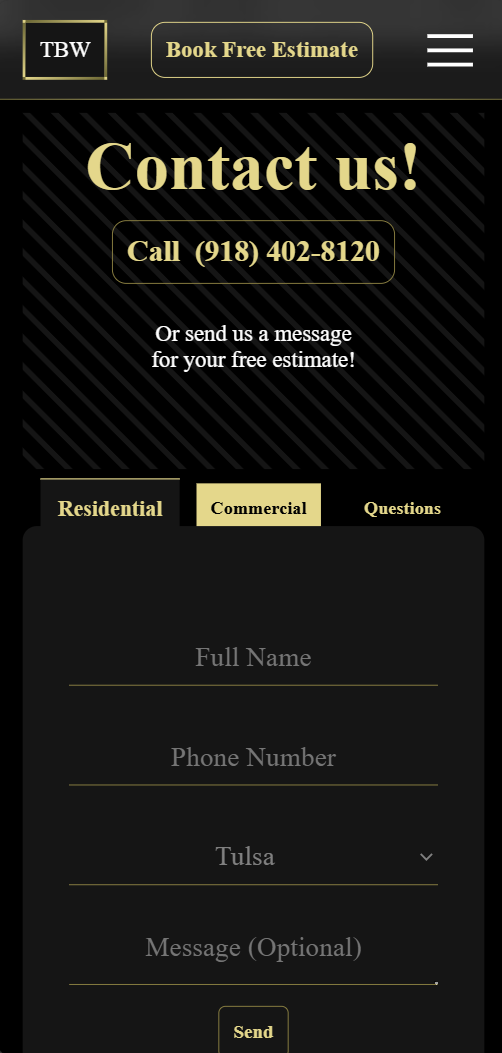 TBW
Book Free Estimate
Contact us!
Call  (918) 402-8120
Or send us a message
for your free estimate!
Residential
Commercial
Questions
Full Name
Phone Number
Tulsa
Message (Optional)
Send